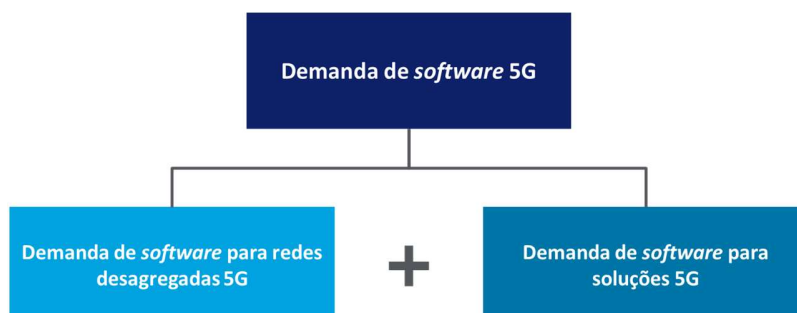 Demanda de software 5G
Demanda de software para redes
desagregadas 5G
+
Demanda de software para
soluções 5G